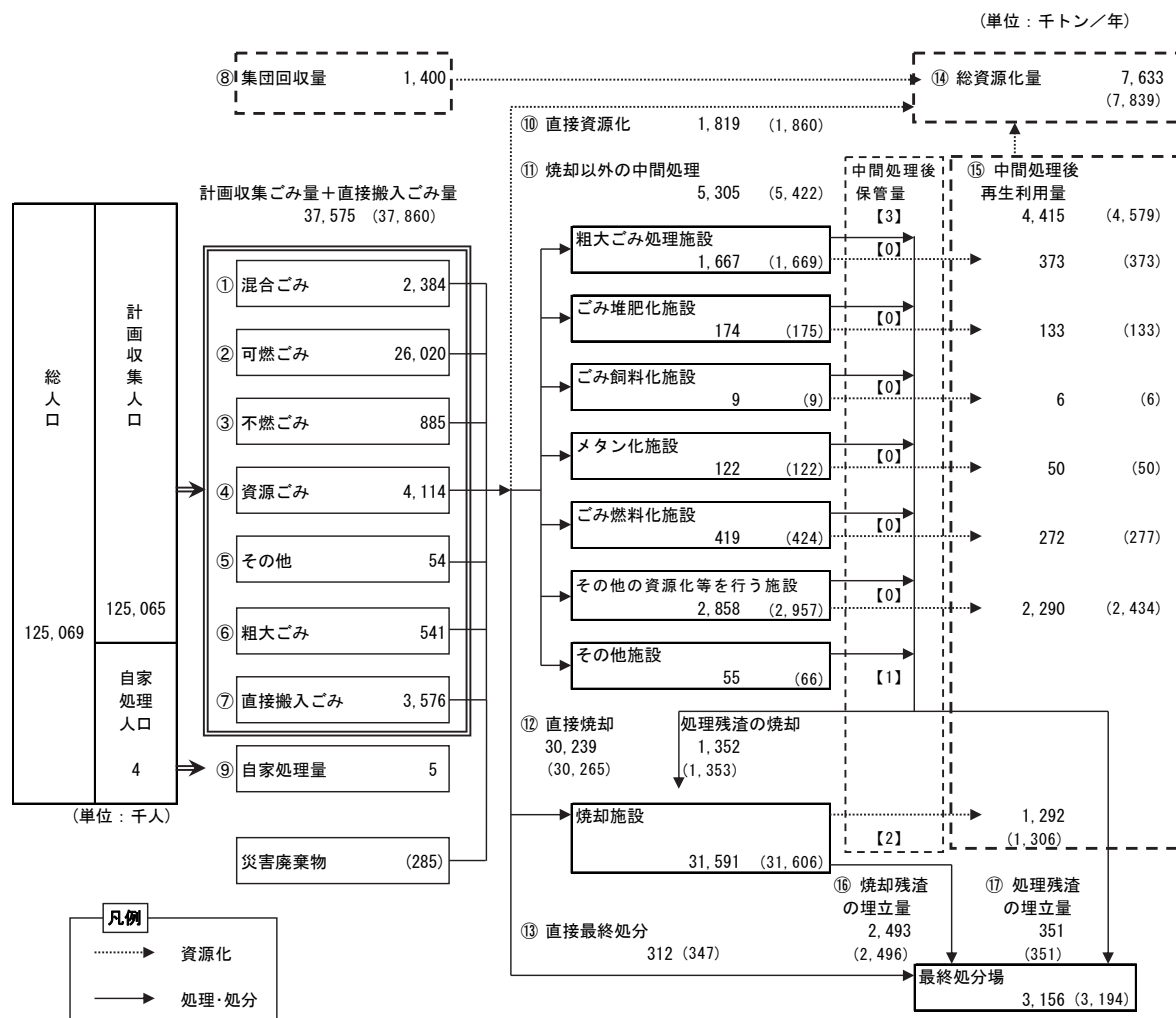 (単位：千トン／年)
⑧ 集団回収量 1,400
⑭ 総資源化量 7,633
(7,839)
⑩ 直接資源化 1,819 (1,860)
⑪ 焼却以外の中間処理
5,305 (5,422)
中間処理後
保管量
【3】
⑮ 中間処理後
再生利用量
4,415 (4,579)
計画収集ごみ量＋直接搬入ごみ量
37,575 (37,860)
総人口
125,069
計画収集人口
125,065
自家
処理
人口
4
(単位：千人)
① 混合ごみ 2,384
② 可燃ごみ 26,020
③ 不燃ごみ 885
④ 資源ごみ 4,114
⑤ その他 54
⑥ 粗大ごみ 541
⑦ 直接搬入ごみ 3,576
⑨ 自家処理量 5
災害廃棄物 (285)
粗大ごみ処理施設
1,667 (1,669)
【0】
373 (373)
ごみ堆肥化施設
174 (175)
【0】
133 (133)
ごみ飼料化施設
9 (9)
【0】
6 (6)
メタン化施設
122 (122)
【0】
50 (50)
ごみ燃料化施設
419 (424)
【0】
272 (277)
その他の資源化等を行う施設
2,858 (2,957)
【0】
2,290 (2,434)
その他施設
55 (66)
【1】
⑫ 直接焼却
30,239
(30,265)
処理残渣の焼却
1,352
(1,353)
焼却施設
31,591 (31,606)
【2】
1,292
(1,306)
⑯ 焼却残渣
の埋立量
2,493
(2,496)
⑰ 処理残渣
の埋立量
351
(351)
⑬ 直接最終処分
312 (347)
最終処分場
3,156 (3,194)
凡例
資源化
処理・処分